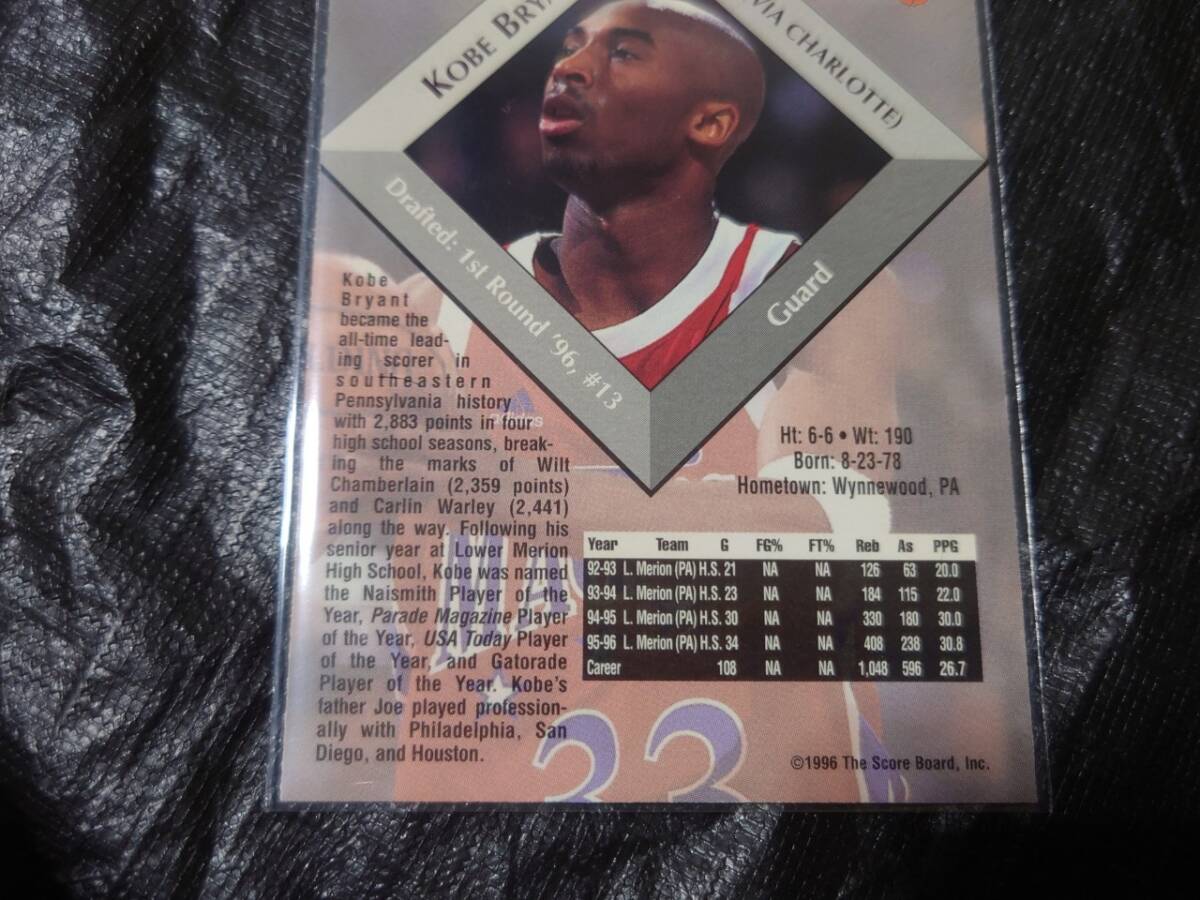 KOBE BRYA
VIA CHARLOTTE)
Drafted: 1st Round '96, #13
Guard
Kobe
Bryant
became the
all-time lead-
ing scorer in
southeastern
Pennsylvania history
with 2,883 points in four
high school seasons, break-
ing the marks of Wilt
Chamberlain (2,359 points)
and Carlin Warley (2,441)
along the way. Following his
senior year at Lower Merion
High School, Kobe was named
the Naismith Player of the
Year, Parade Magazine Player
of the Year, USA Today Player
of the Year, and Gatorade
Player of the Year. Kobe's
father Joe played profession-
ally with Philadelphia, San
Diego, and Houston.
adidas
Ht: 6-6 • Wt: 190
Born: 8-23-78
Hometown: Wynnewood, PA
Year Team G FG% FT% Reb As PPG
92-93 L. Merion (PA) H.S. 21 NA NA 126 63 20.0
93-94 L. Merion (PA) H.S. 23 NA NA 184 115 22.0
94-95 L. Merion (PA) H.S. 30 NA NA 330 180 30.0
95-96 L. Merion (PA) H.S. 34 NA NA 408 238 30.8
Career 108 NA NA 1,048 596 26.7
33
©1996 The Score Board, Inc.